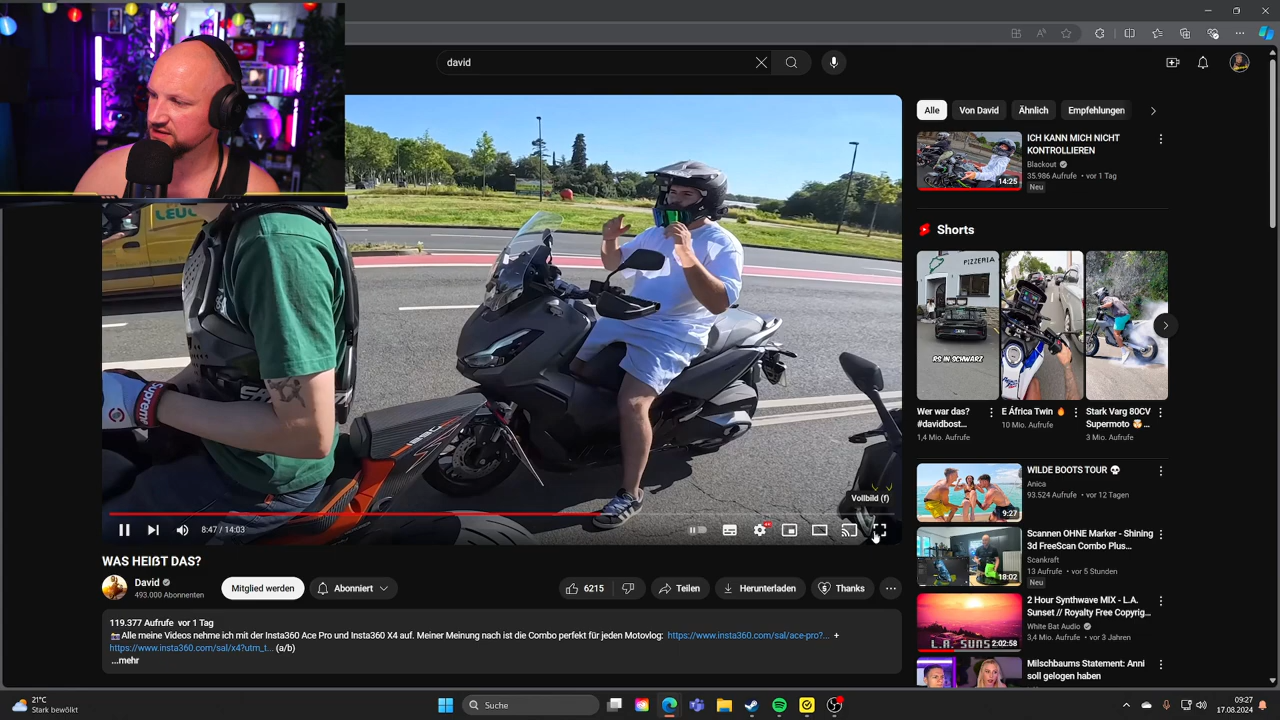 david
Alle
Von David
Ähnlich
Empfehlungen
ICH KANN MICH NICHT
KONTROLLIEREN
Blackout
35.986 Aufrufe • vor 1 Tag
Neu
14:25
LEUC
Supreme
Shorts
PIZZERIA
RS IN SCHWARZ
Wer war das?
#davidbost...
1,4 Mio. Aufrufe
E África Twin 🔥
10 Mio. Aufrufe
Stark Varg 80CV
Supermoto 🤯...
3 Mio. Aufrufe
WILDE BOOTS TOUR 💀
Anica
93.524 Aufrufe • vor 12 Tagen
9:27
Vollbild (f)
8:47 / 14:03
Scannen OHNE Marker - Shining
3d FreeScan Combo Plus...
Scankraft
13 Aufrufe • vor 5 Stunden
Neu
18:02
WAS HEIßT DAS?
David
493.000 Abonnenten
Mitglied werden
Abonniert
6215
Teilen
Herunterladen
Thanks
2 Hour Synthwave MIX - L.A.
Sunset // Royalty Free Copyrig...
White Bat Audio
3,4 Mio. Aufrufe • vor 3 Jahren
L.A. SUNS
2:02:58
119.377 Aufrufe vor 1 Tag
📷Alle meine Videos nehme ich mit der Insta360 Ace Pro und Insta360 X4 auf. Meiner Meinung nach ist die Combo perfekt für jeden Motovlog: https://www.insta360.com/sal/ace-pro?... +
https://www.insta360.com/sal/x4?utm_t... (a/b)
...mehr
Milschbaums Statement: Anni
soll gelogen haben
21°C
Stark bewölkt
Suche
09:27
17.08.2024